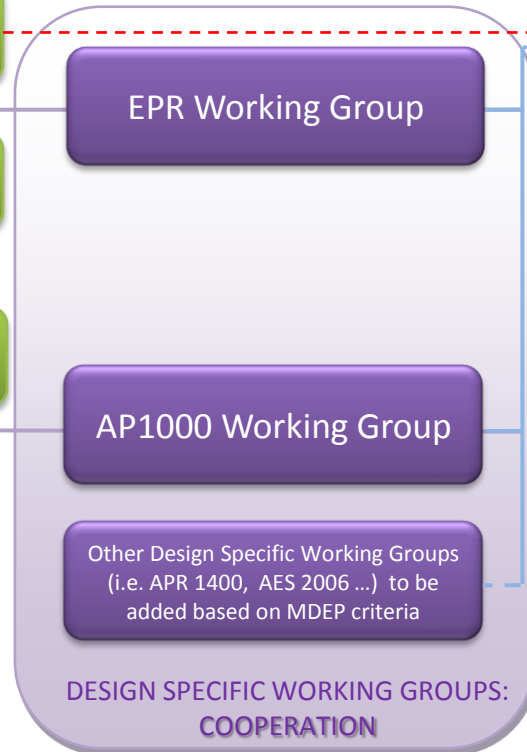 EPR Working Group
AP1000 Working Group
Other Design Specific Working Groups
(i.e. APR 1400, AES 2006 ...) to be
added based on MDEP criteria
DESIGN SPECIFIC WORKING GROUPS:
COOPERATION